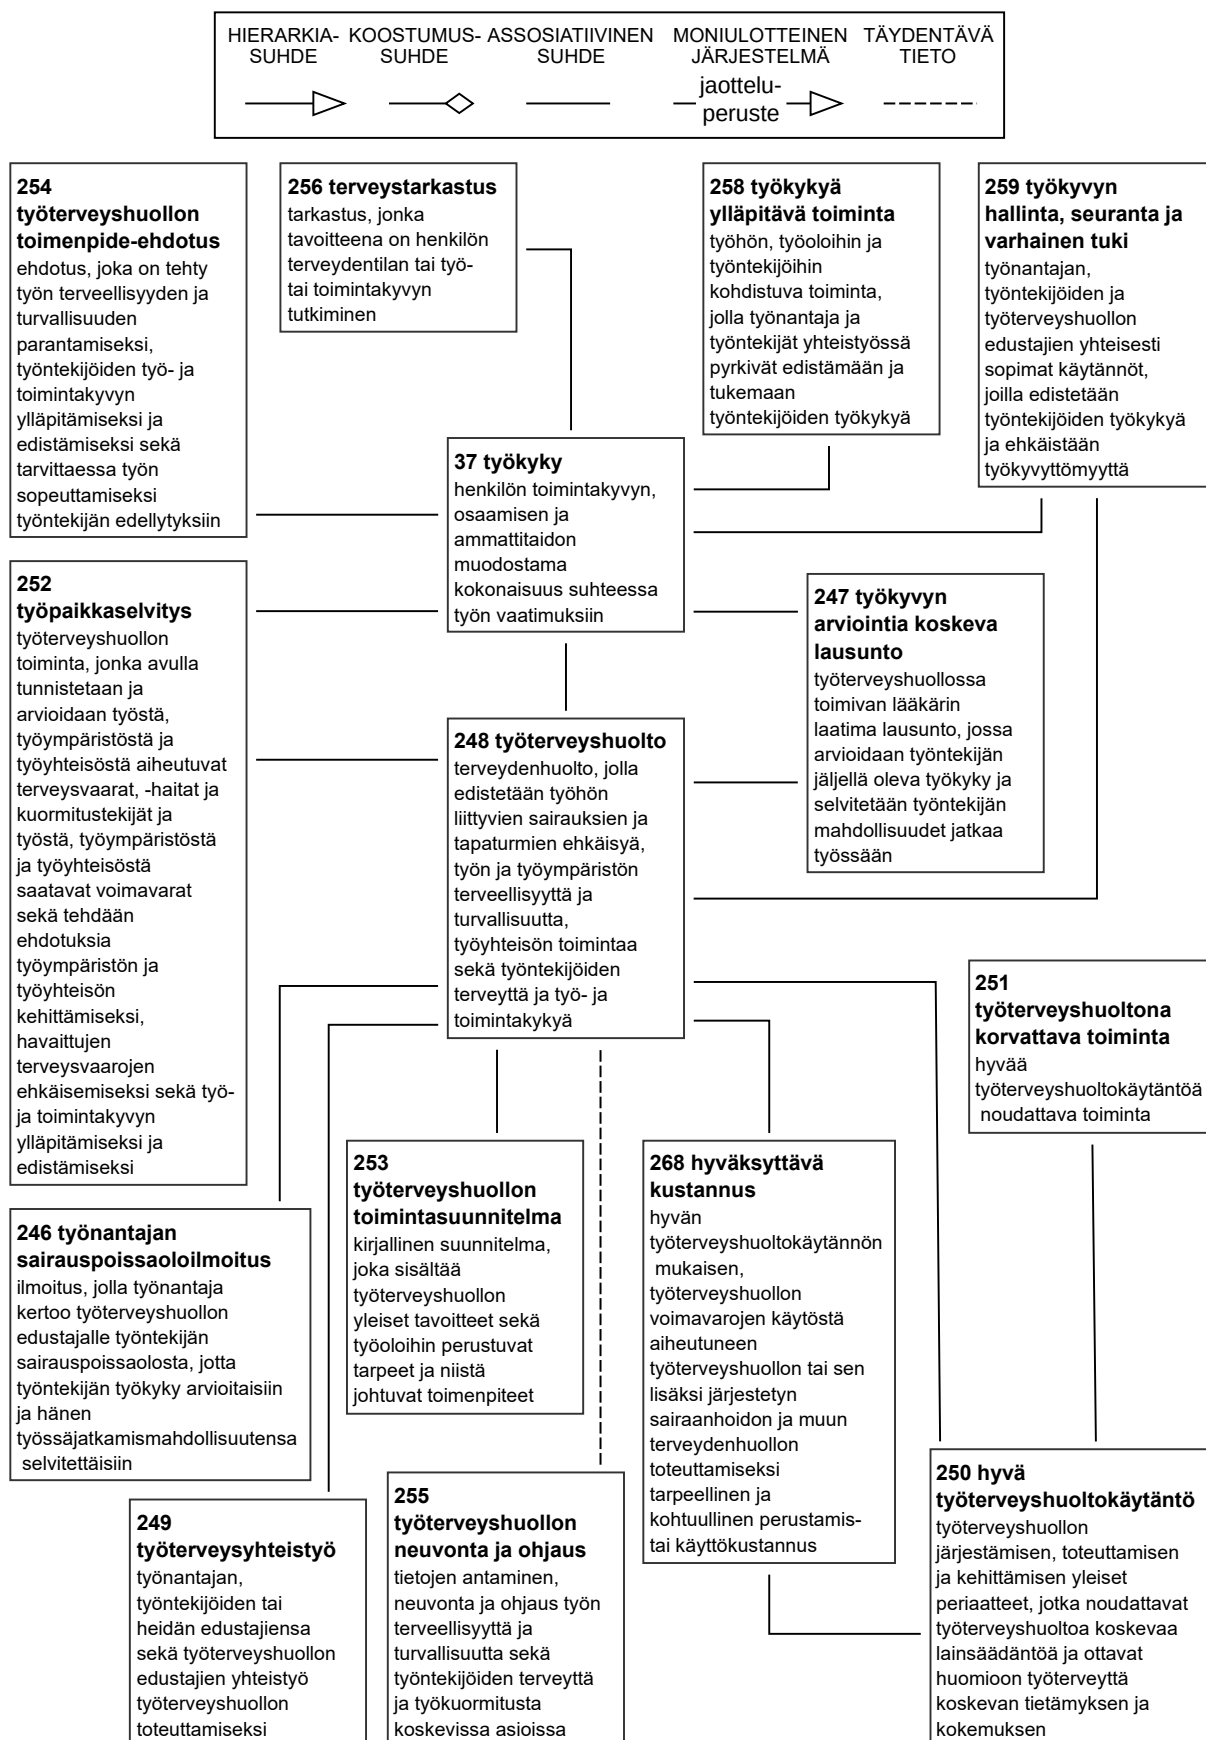 HIERARKIA-
SUHDE
KOOSTUMUS-
SUHDE
ASSOSIATIIVINEN
SUHDE
MONIULOTTEINEN
JÄRJESTELMÄ
TÄYDENTÄVÄ
TIETO
jaottelu-
peruste
254
työterveyshuollon
toimenpide-ehdotus
ehdotus, joka on tehty
työn terveellisyyden ja
turvallisuuden
parantamiseksi,
työntekijöiden työ- ja
toimintakyvyn
ylläpitämiseksi ja
edistämiseksi sekä
tarvittaessa työn
sopeuttamiseksi
työntekijän edellytyksiin
256 terveystarkastus
tarkastus, jonka
tavoitteena on henkilön
terveydentilan tai työ-
tai toimintakyvyn
tutkiminen
258 työkykyä
ylläpitävä toiminta
työhön, työoloihin ja
työntekijöihin
kohdistuva toiminta,
jolla työnantaja ja
työntekijät yhteistyössä
pyrkivät edistämään ja
tukemaan
työntekijöiden työkykyä
259 työkyvyn
hallinta, seuranta ja
varhainen tuki
työnantajan,
työntekijöiden ja
työterveyshuollon
edustajien yhteisesti
sopimat käytännöt,
joilla edistetään
työntekijöiden työkykyä
ja ehkäistään
työkyvyttömyyttä
37 työkyky
henkilön toimintakyvyn,
osaamisen ja
ammattitaidon
muodostama
kokonaisuus suhteessa
työn vaatimuksiin
252
työpaikkaselvitys
työterveyshuollon
toiminta, jonka avulla
tunnistetaan ja
arvioidaan työstä,
työympäristöstä ja
työyhteisöstä aiheutuvat
terveysvaarat, -haitat ja
kuormitustekijät ja
työstä, työympäristöstä
ja työyhteisöstä
saatavat voimavarat
sekä tehdään
ehdotuksia
työympäristön ja
työyhteisön
kehittämiseksi,
havaittujen
terveysvaarojen
ehkäisemiseksi sekä työ-
ja toimintakyvyn
ylläpitämiseksi ja
edistämiseksi
247 työkyvyn
arviointia koskeva
lausunto
työterveyshuollossa
toimivan lääkärin
laatima lausunto, jossa
arvioidaan työntekijän
jäljellä oleva työkyky ja
selvitetään työntekijän
mahdollisuudet jatkaa
työssään
248 työterveyshuolto
terveydenhuolto, jolla
edistetään työhön
liittyvien sairauksien ja
tapaturmien ehkäisyä,
työn ja työympäristön
terveellisyyttä ja
turvallisuutta,
työyhteisön toimintaa
sekä työntekijöiden
terveyttä ja työ- ja
toimintakykyä
251
työterveyshuoltona
korvattava toiminta
hyvää
työterveyshuoltokäytäntöä
noudattava toiminta
253
työterveyshuollon
toimintasuunnitelma
kirjallinen suunnitelma,
joka sisältää
työterveyshuollon
yleiset tavoitteet sekä
työoloihin perustuvat
tarpeet ja niistä
johtuvat toimenpiteet
268 hyväksyttävä
kustannus
hyvän
työterveyshuoltokäytännön
mukaisen,
työterveyshuollon
voimavarojen käytöstä
aiheutuneen
työterveyshuollon tai sen
lisäksi järjestetyn
sairaanhoidon ja muun
terveydenhuollon
toteuttamiseksi
tarpeellinen ja
kohtuullinen perustamis-
tai käyttökustannus
246 työnantajan
sairauspoissaoloilmoitus
ilmoitus, jolla työnantaja
kertoo työterveyshuollon
edustajalle työntekijän
sairauspoissaolosta, jotta
työntekijän työkyky arvioitaisiin
ja hänen
työssäjatkamismahdollisuutensa
selvitettäisiin
249
työterveysyhteistyö
työnantajan,
työntekijöiden tai
heidän edustajiensa
sekä työterveyshuollon
edustajien yhteistyö
työterveyshuollon
toteuttamiseksi
255
työterveyshuollon
neuvonta ja ohjaus
tietojen antaminen,
neuvonta ja ohjaus työn
terveellisyyttä ja
turvallisuutta sekä
työntekijöiden terveyttä
ja työkuormitusta
koskevissa asioissa
250 hyvä
työterveyshuoltokäytäntö
työterveyshuollon
järjestämisen, toteuttamisen
ja kehittämisen yleiset
periaatteet, jotka noudattavat
työterveyshuoltoa koskevaa
lainsäädäntöä ja ottavat
huomioon työterveyttä
koskevan tietämyksen ja
kokemuksen